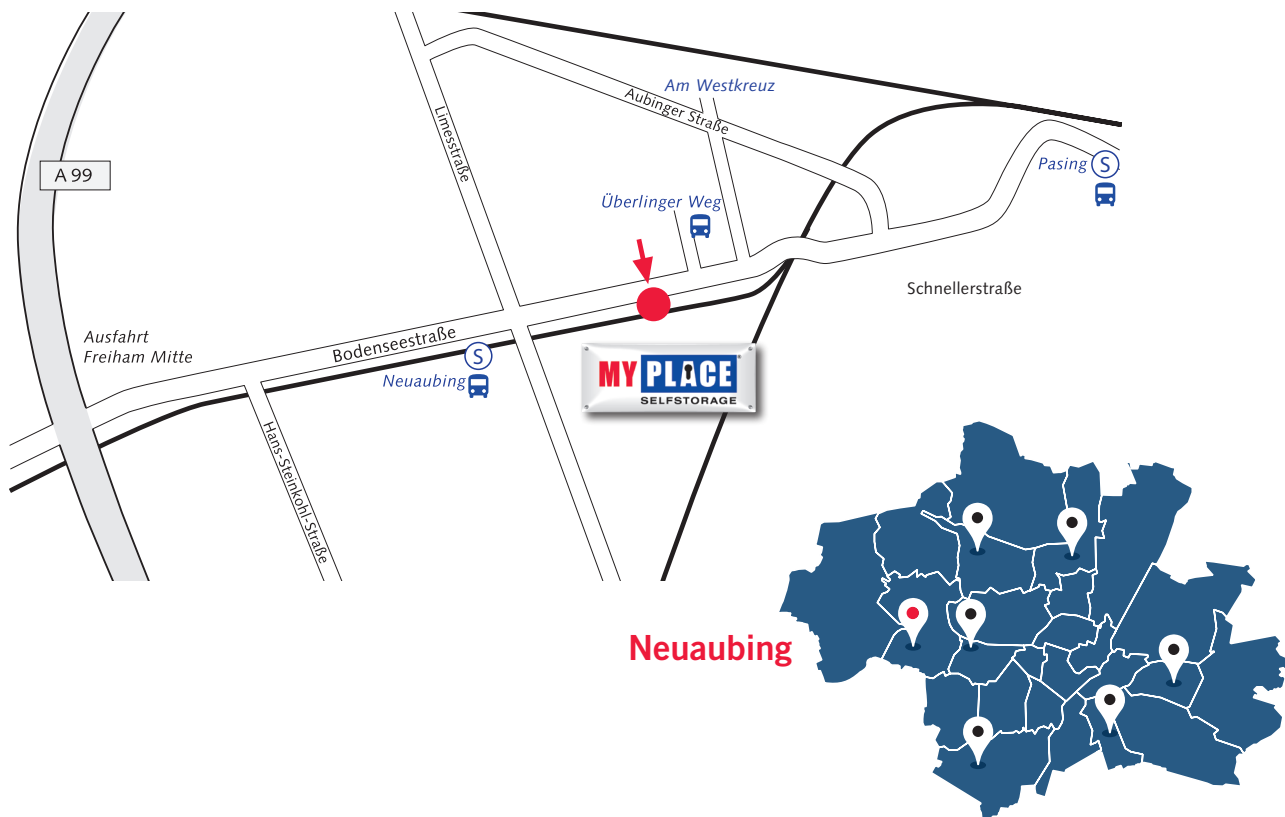 Am Westkreuz
Aubinger Straße
Limesstraße
A 99
Pasing S
Überlinger Weg
Schnellerstraße
Ausfahrt
Freiham Mitte
Bodenseestraße
S
Neuaubing
MY PLACE
SELFSTORAGE
Hans-Steinkohl-Straße
Neuaubing